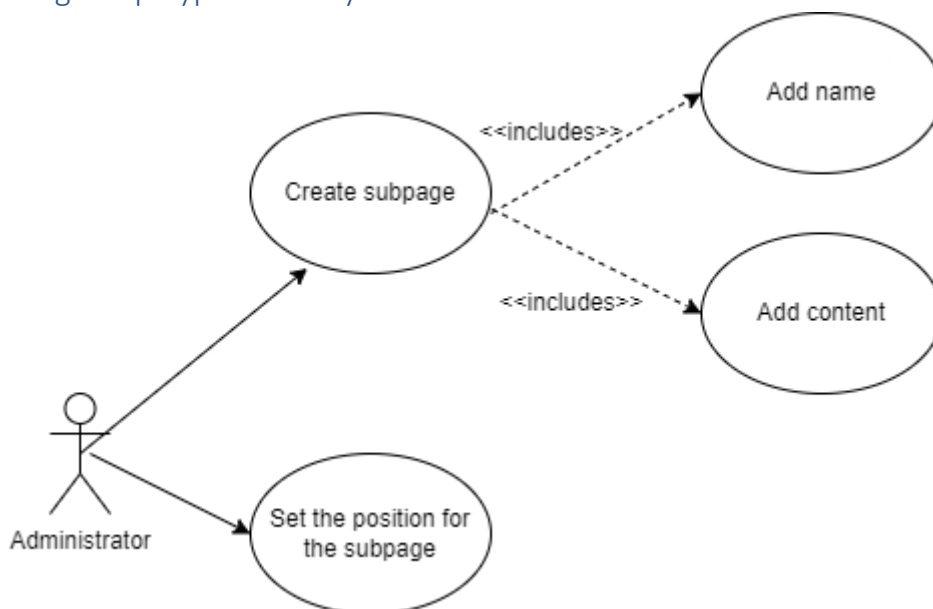 Add name
<<includes>>
Create subpage
<<includes>>
Add content
Set the position for
the subpage
Administrator